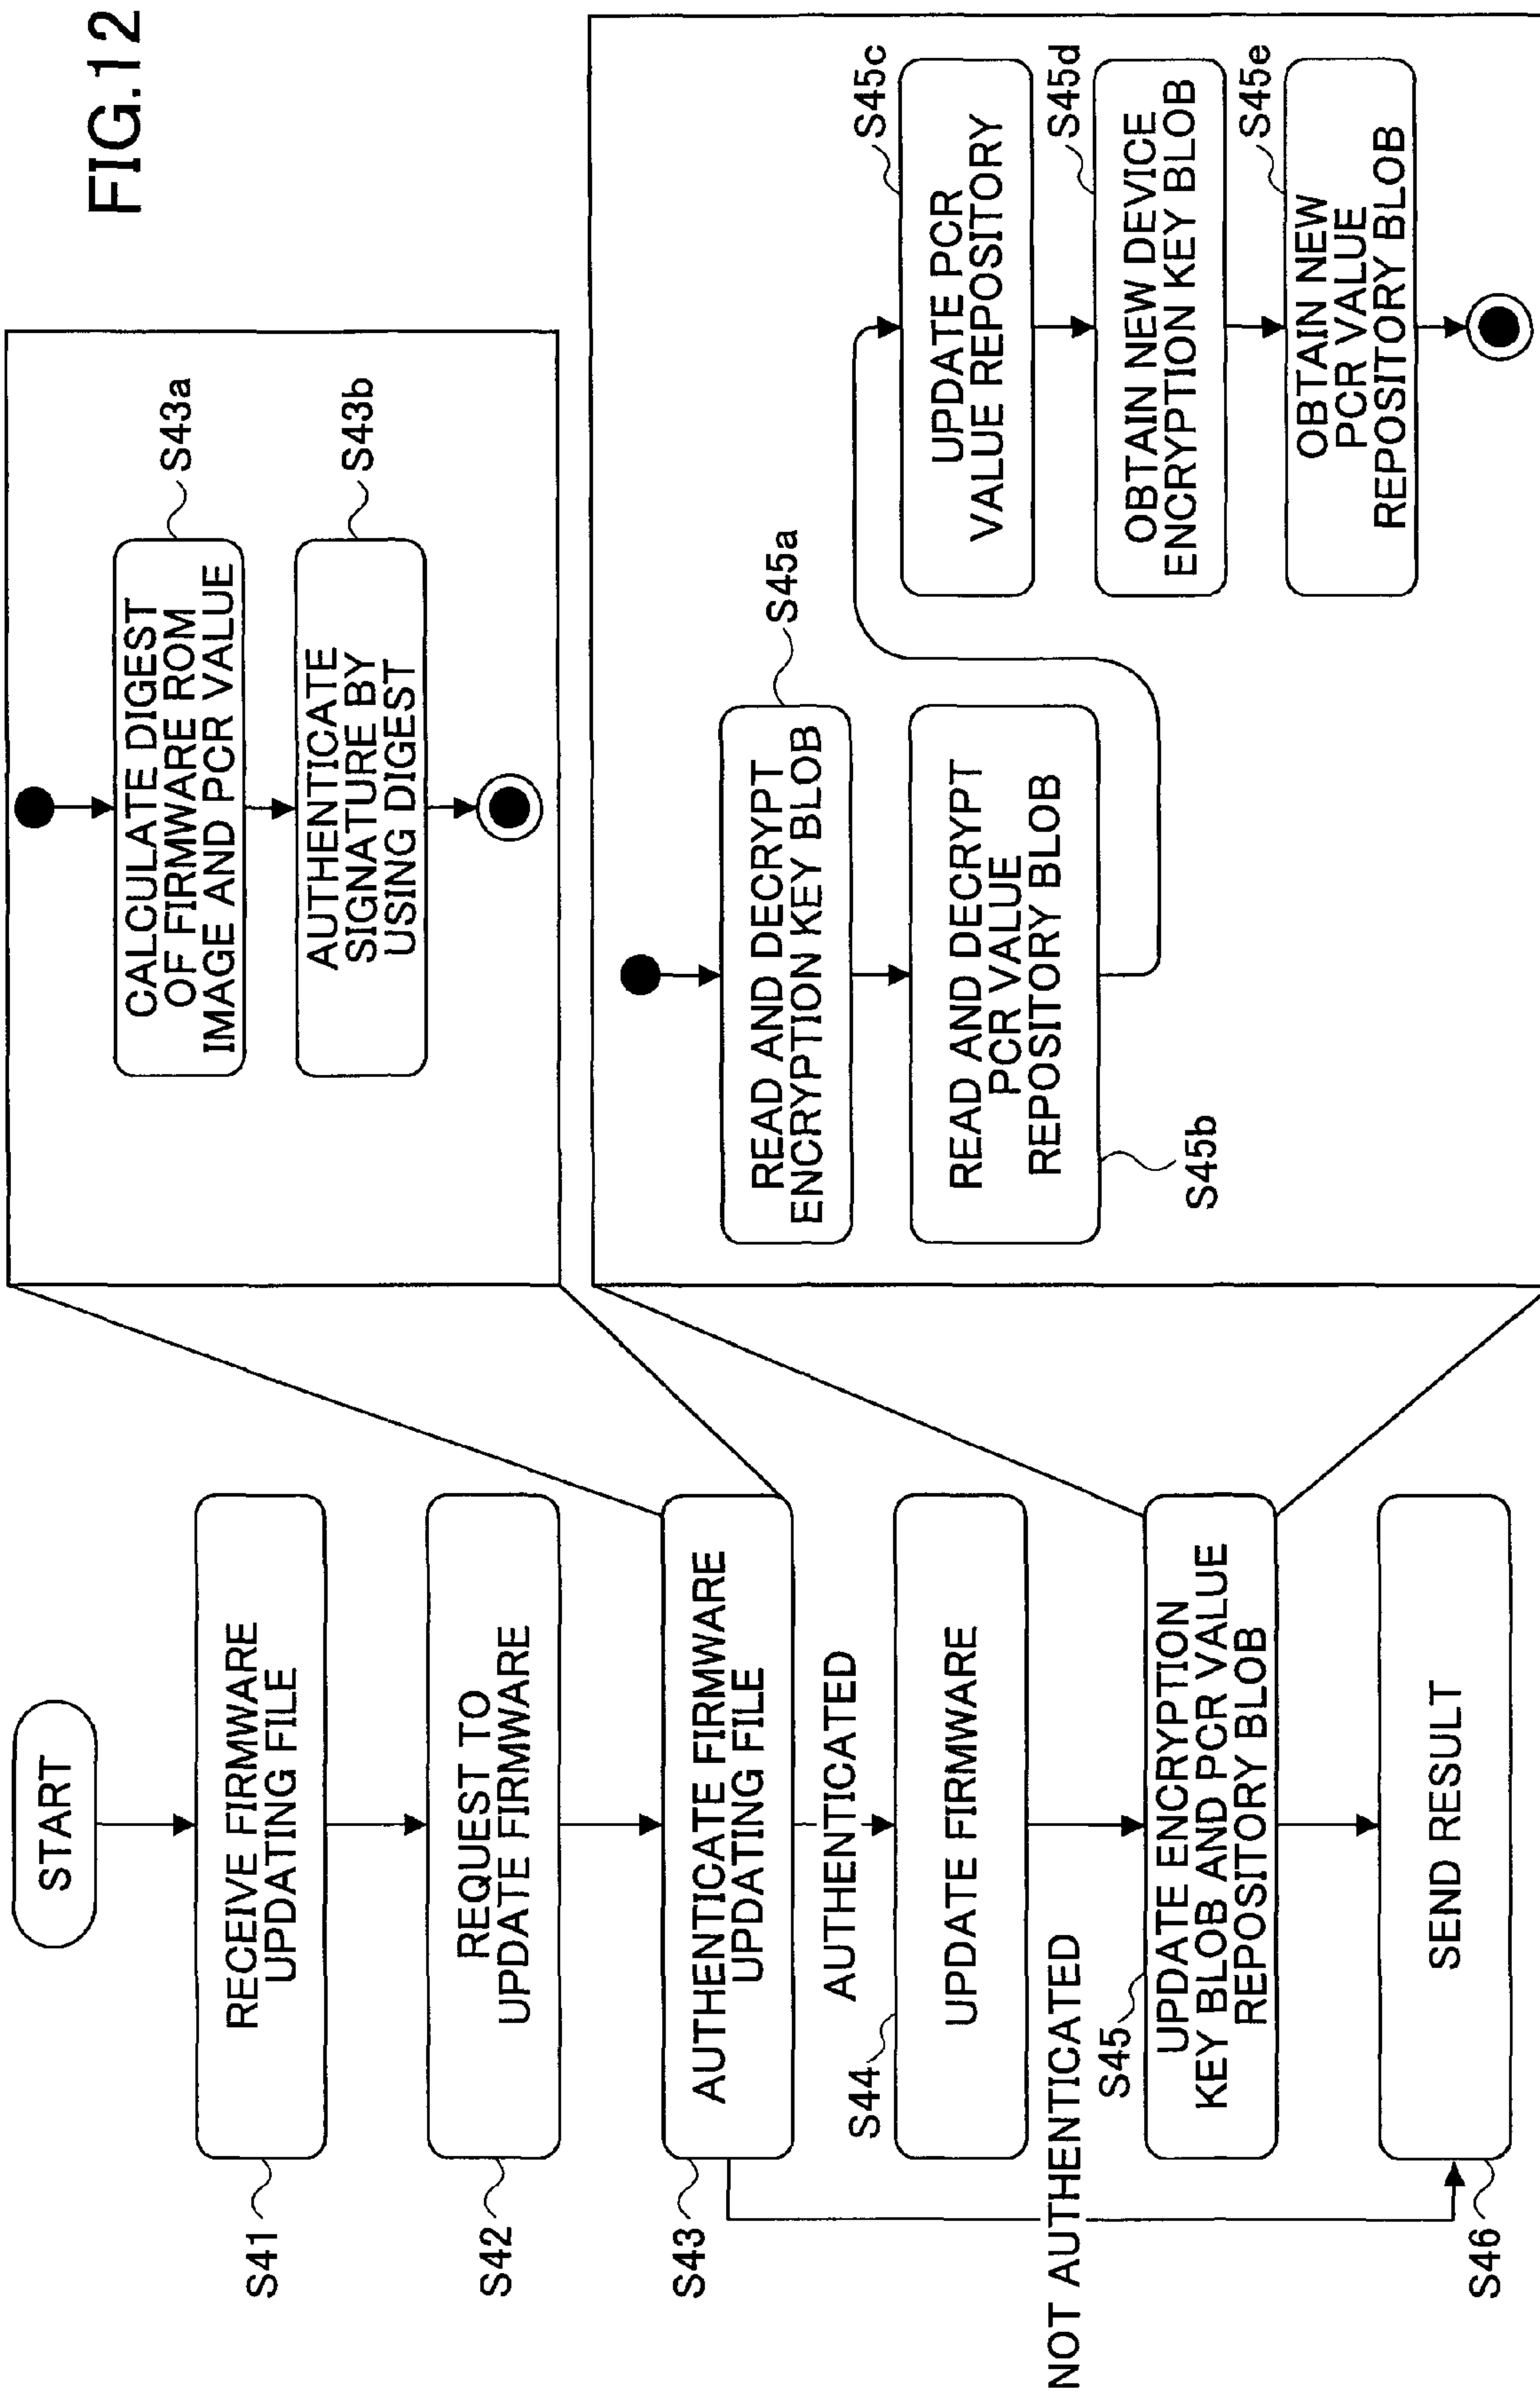 FIG.12
START
RECEIVE FIRMWARE
UPDATING FILE
S41
REQUEST TO
UPDATE FIRMWARE
S42
AUTHENTICATE FIRMWARE
UPDATING FILE
S43
AUTHENTICATED
S44
UPDATE FIRMWARE
NOT AUTHENTICATED
S45
UPDATE ENCRYPTION
KEY BLOB AND PCR VALUE
REPOSITORY BLOB
SEND RESULT
S46
CALCULATE DIGEST
OF FIRMWARE ROM
IMAGE AND PCR VALUE
S43a
AUTHENTICATE
SIGNATURE BY
USING DIGEST
S43b
READ AND DECRYPT
ENCRYPTION KEY BLOB
S45a
READ AND DECRYPT
PCR VALUE
REPOSITORY BLOB
S45b
UPDATE PCR
VALUE REPOSITORY
S45c
OBTAIN NEW DEVICE
ENCRYPTION KEY BLOB
S45d
OBTAIN NEW
PCR VALUE
REPOSITORY BLOB
S45e